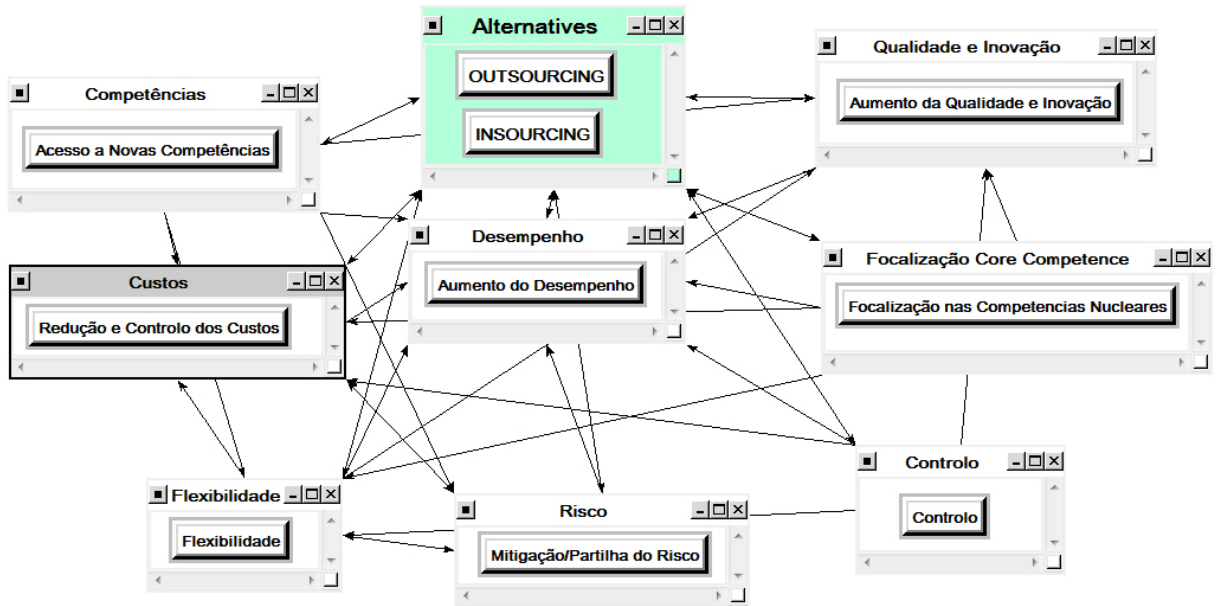 Alternatives
OUTSOURCING
INSOURCING
Qualidade e Inovação
Aumento da Qualidade e Inovação
Competências
Acesso a Novas Competências
Desempenho
Aumento do Desempenho
Focalização Core Competence
Focalização nas Competencias Nucleares
Custos
Redução e Controlo dos Custos
Controlo
Controlo
Flexibilidade
Flexibilidade
Risco
Mitigação/Partilha do Risco